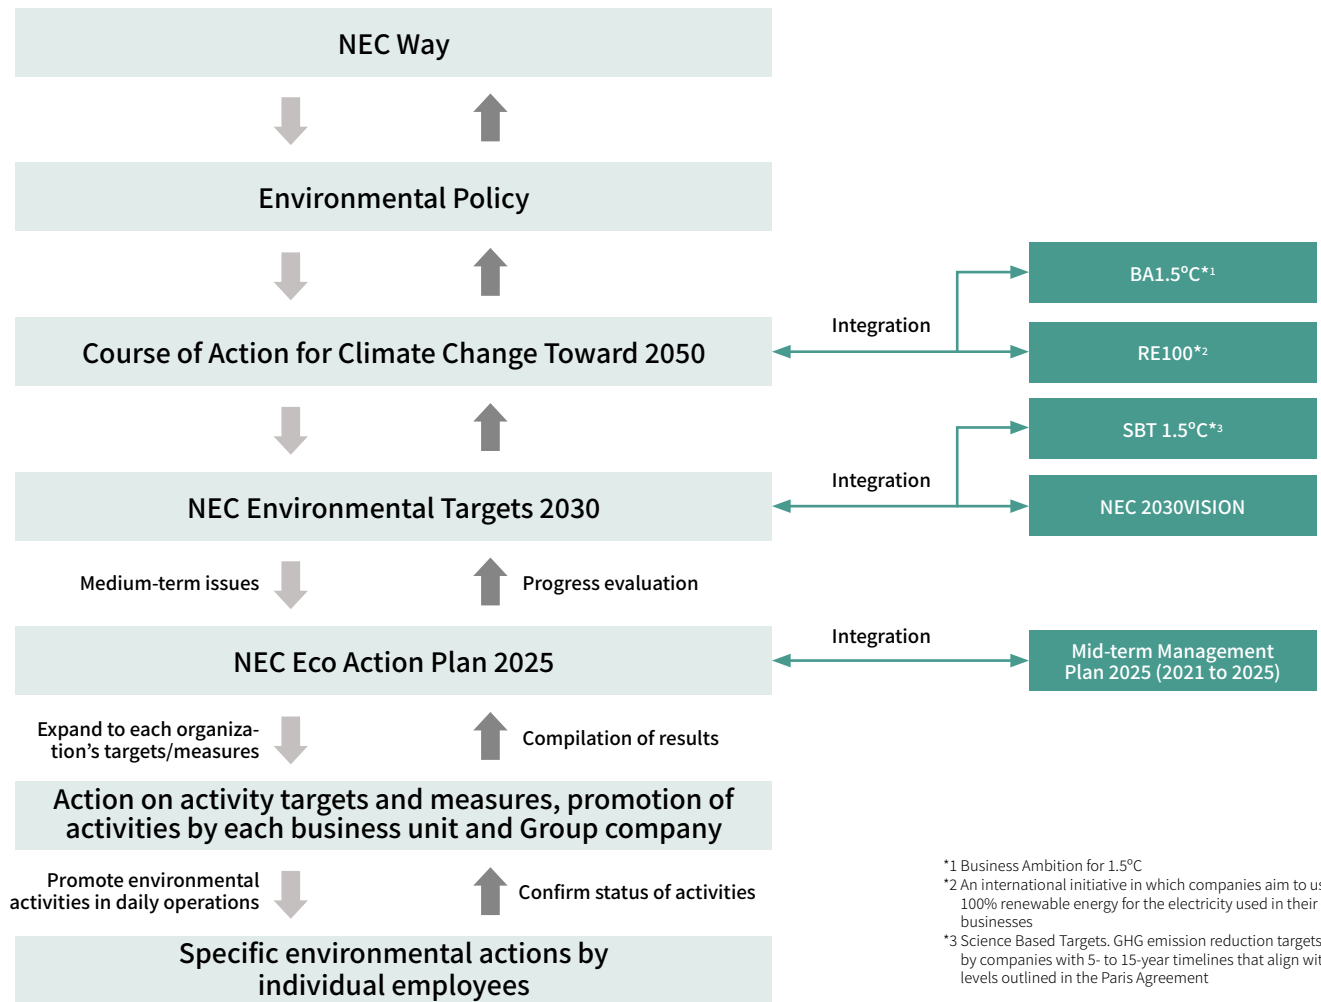 NEC Way
Environmental Policy
Course of Action for Climate Change Toward 2050
Integration
BA1.5°C*1
RE100*2
NEC Environmental Targets 2030
Integration
SBT 1.5°C*3
NEC 2030VISION
Medium-term issues
Progress evaluation
NEC Eco Action Plan 2025
Integration
Mid-term Management
Plan 2025 (2021 to 2025)
Expand to each organiza-
tion's targets/measures
Compilation of results
Action on activity targets and measures, promotion of
activities by each business unit and Group company
Promote environmental
activities in daily operations
Confirm status of activities
Specific environmental actions by
individual employees
*1 Business Ambition for 1.5°C
*2 An international initiative in which companies aim to
100% renewable energy for the electricity used in their
businesses
*3 Science Based Targets. GHG emission reduction targets
by companies with 5- to 15-year timelines that align
levels outlined in the Paris Agreement